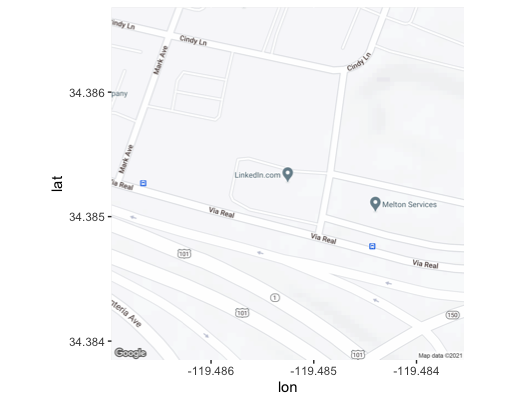 Cindy Ln
Cindy Ln
Cindy Ln
Mark Ave
34.386
pany
Mark Ave
LinkedIn.com
ia Real
Melton Services
lat
34.385
Via Real
Via Real
101
Via Real
1
101
150
nteria Ave
34.384
Google
101
Map data ©2021
-119.486
-119.485
-119.484
lon